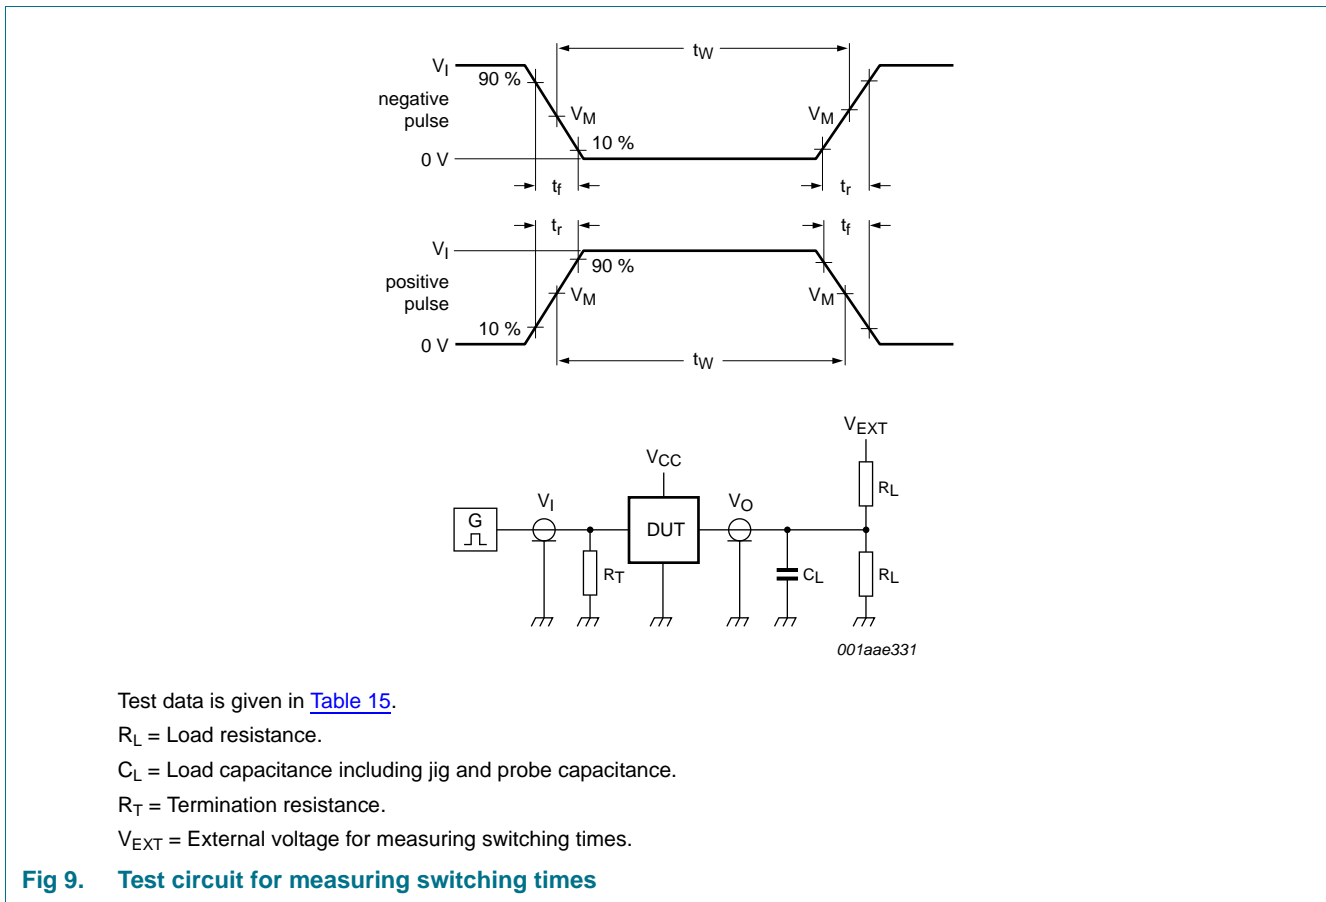 tW
VI
90 %
negative
pulse
VM
VM
10 %
0 V
tf
tr
tr
tf
VI
90 %
positive
pulse
VM
VM
10 %
0 V
tW
VEXT
VCC
RL
VI
VO
G
DUT
RT
CL
RL
001aae331
Test data is given in Table 15.
RL = Load resistance.
CL = Load capacitance including jig and probe capacitance.
RT = Termination resistance.
VEXT = External voltage for measuring switching times.
Fig 9. Test circuit for measuring switching times